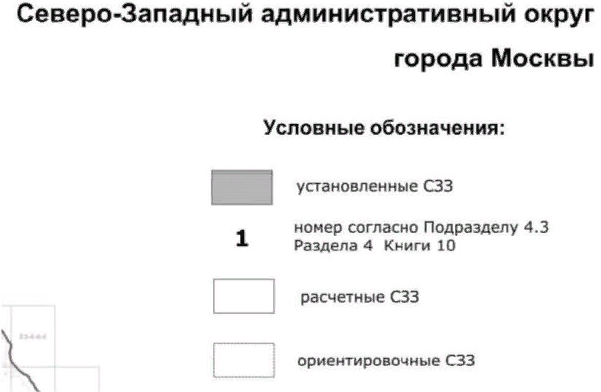 Северо-Западный административный округ
города Москвы
Условные обозначения:
установленные СЗЗ
1
номер согласно Подразделу 4.3
Раздела 4 Книги 10
расчетные СЗЗ
ориентировочные СЗЗ